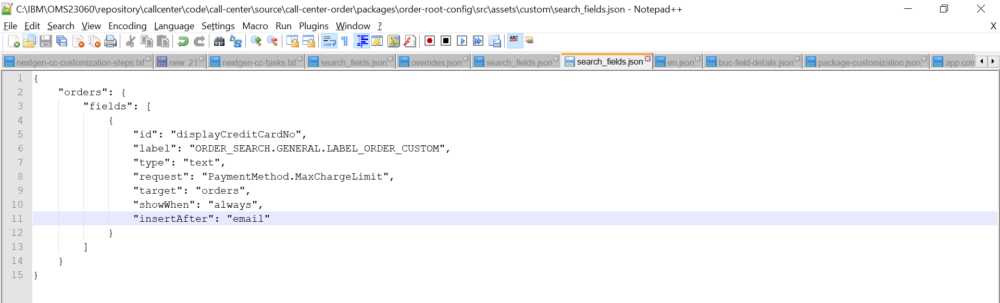 C:\IBM\OMS23060\repository\callcenter\code\call-center\source\call-center-order\packages\order-root-config\src\assets\custom\search_fields.json - Notepad++
File Edit Search View Encoding Language Settings Macro Run Plugins Window ? X
ABC
nextgen-cc-customization-steps.txt new 21 nextgen-cc-tasks.txt search_fields.json overrides.json search_fields.json search_fields.json en.json buc-field-details.json package-customization.json app.com
1 {
2 "orders": {
3 "fields": [
4 {
5 "id": "displayCreditCardNo",
6 "label": "ORDER_SEARCH.GENERAL.LABEL_ORDER_CUSTOM",
7 "type": "text",
8 "request": "PaymentMethod.MaxChargeLimit",
9 "target": "orders",
10 "showWhen": "always",
11 "insertAfter": "email"
12 }
13 ]
14 }
15 }